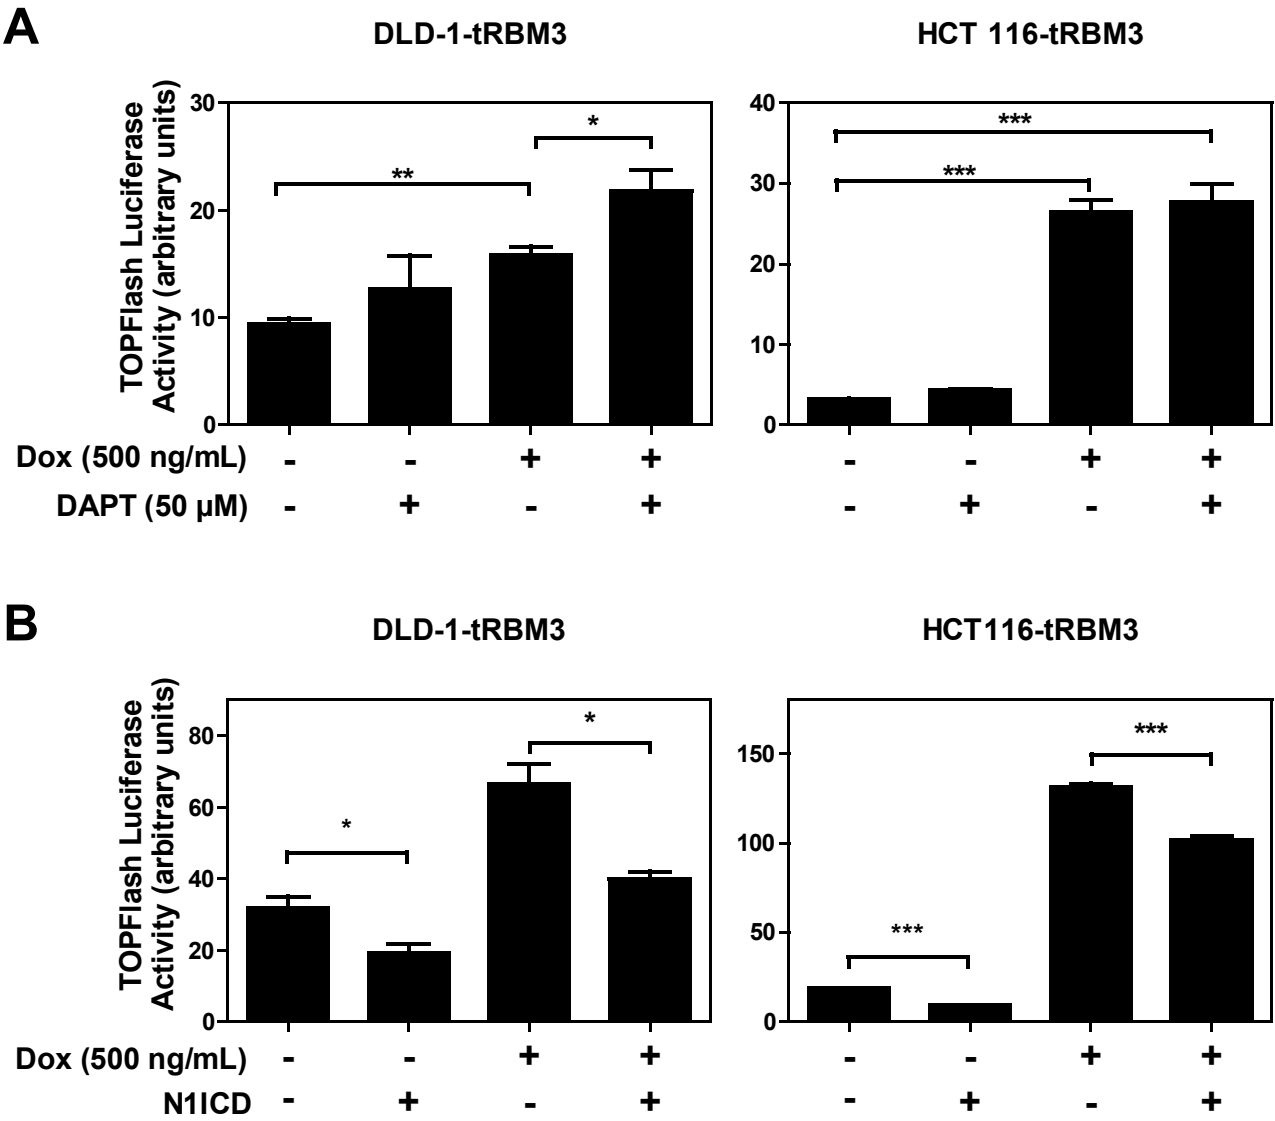 A
DLD-1-tRBM3
HCT 116-tRBM3
TOPFlash Luciferase
Activity (arbitrary units)
30
20
10
0
**
*
40
30
20
10
0
***
***
Dox (500 ng/mL) - - + + - - + +
DAPT (50 µM) - + - + - + - +
B
DLD-1-tRBM3
HCT116-tRBM3
TOPFlash Luciferase
Activity (arbitrary units)
80
60
40
20
0
*
*
150
100
50
0
***
***
Dox (500 ng/mL) - - + + - - + +
N1ICD - + - + - + - +